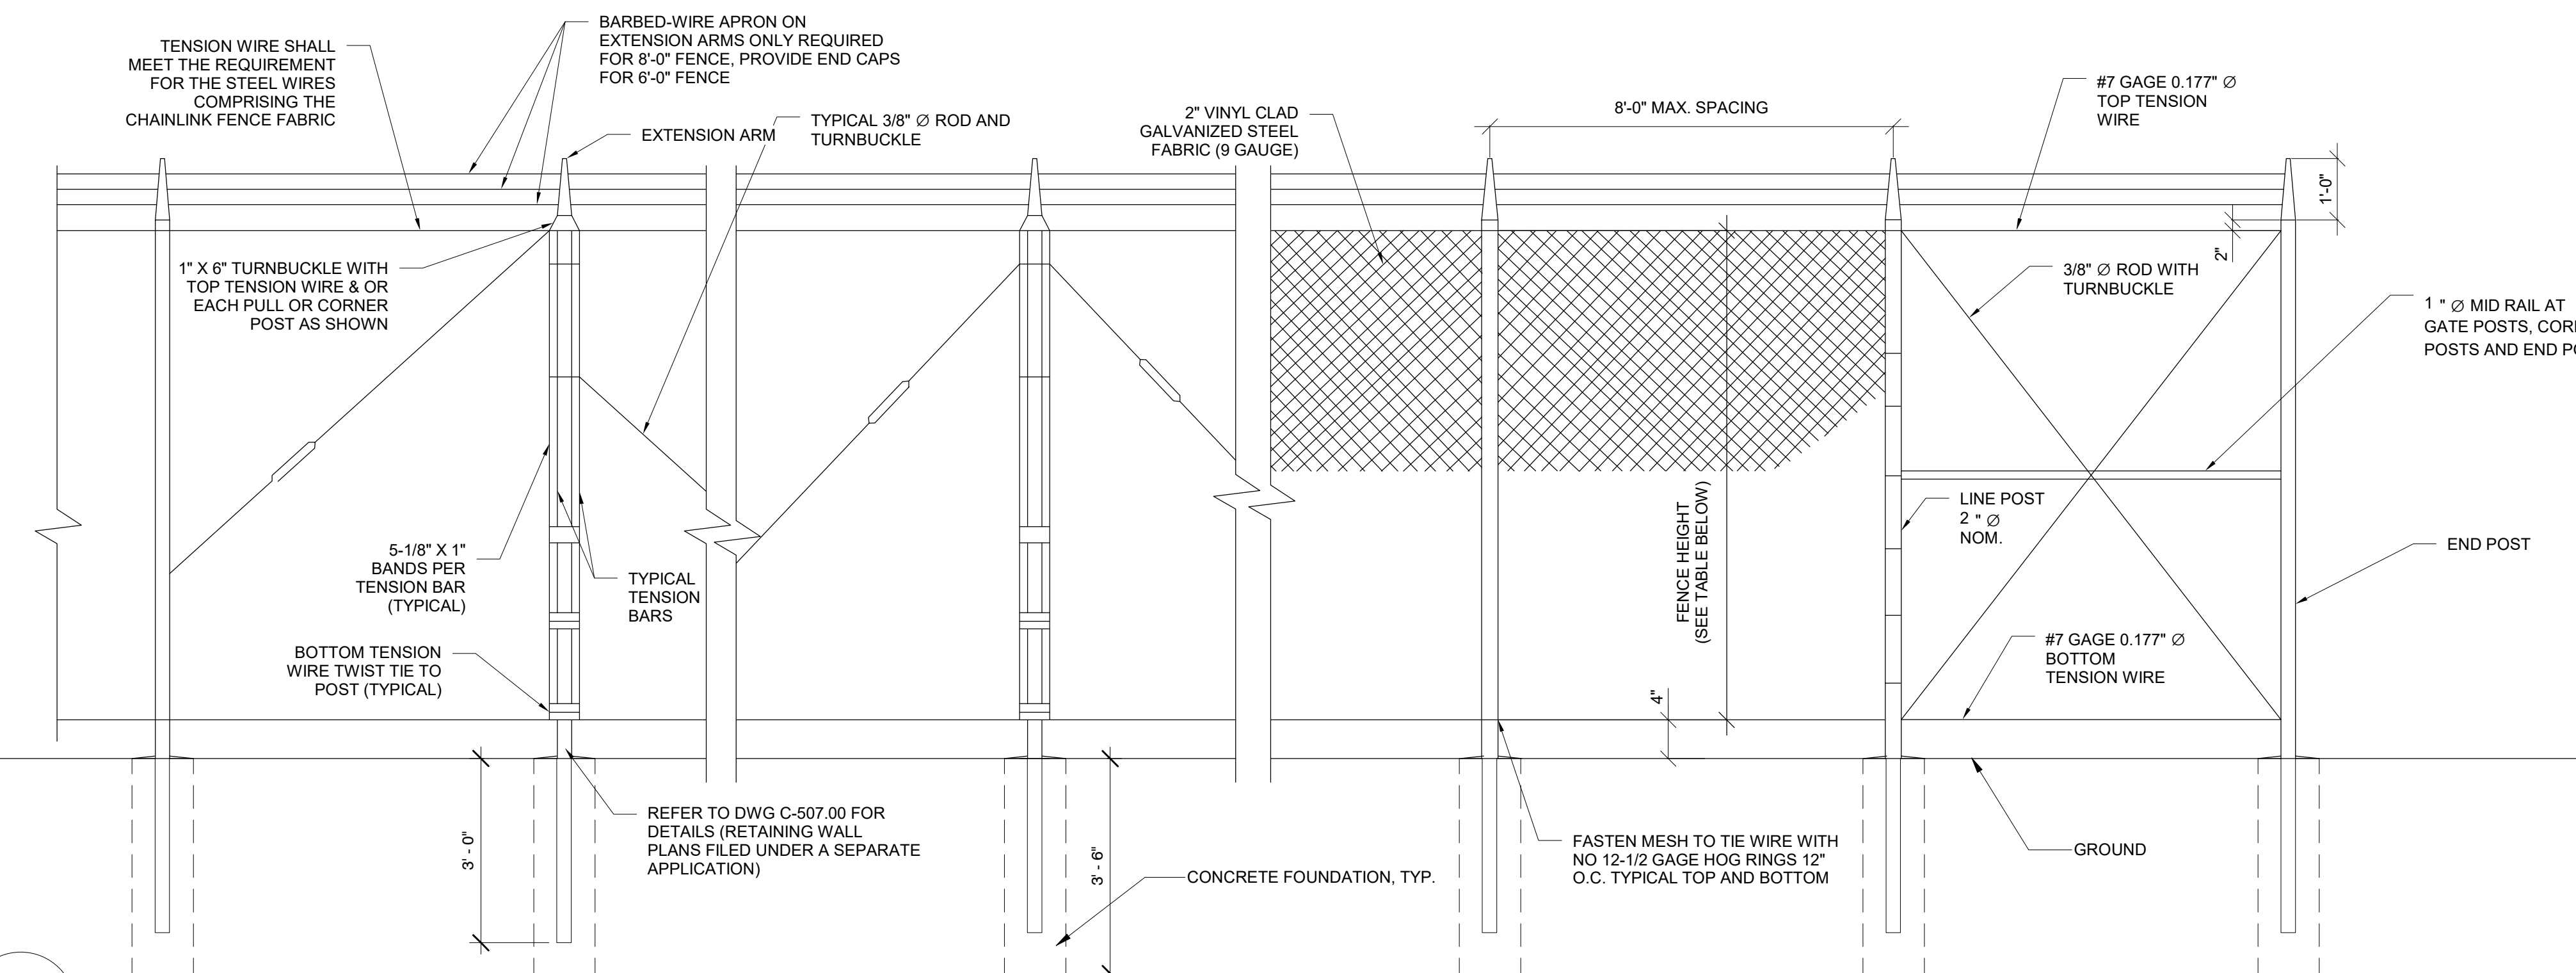 TENSION WIRE SHALL
MEET THE REQUIREMENT
FOR THE STEEL WIRES
COMPRISING THE
CHAINLINK FENCE FABRIC
BARBED-WIRE APRON ON
EXTENSION ARMS ONLY REQUIRED
FOR 8'-0" FENCE, PROVIDE END CAPS
FOR 6'-0" FENCE
EXTENSION ARM
TYPICAL 3/8" Ø ROD AND
TURNBUCKLE
2" VINYL CLAD
GALVANIZED STEEL
FABRIC (9 GAUGE)
8'-0" MAX. SPACING
#7 GAGE 0.177" Ø
TOP TENSION
WIRE
1'-0"
2"
1" X 6" TURNBUCKLE WITH
TOP TENSION WIRE & OR
EACH PULL OR CORNER
POST AS SHOWN
3/8" Ø ROD WITH
TURNBUCKLE
1 " Ø MID RAIL AT
GATE POSTS,
POSTS AND END
LINE POST
2 " Ø
NOM.
END POST
5-1/8" X 1"
BANDS PER
TENSION BAR
(TYPICAL)
TYPICAL
TENSION
BARS
FENCE HEIGHT
(SEE TABLE BELOW)
BOTTOM TENSION
WIRE TWIST TIE TO
POST (TYPICAL)
#7 GAGE 0.177" Ø
BOTTOM
TENSION WIRE
4"
3' - 0"
REFER TO DWG C-507.00 FOR
DETAILS (RETAINING WALL
PLANS FILED UNDER A SEPARATE
APPLICATION)
3' - 6"
CONCRETE FOUNDATION, TYP.
FASTEN MESH TO TIE WIRE WITH
NO 12-1/2 GAGE HOG RINGS 12"
O.C. TYPICAL TOP AND BOTTOM
GROUND